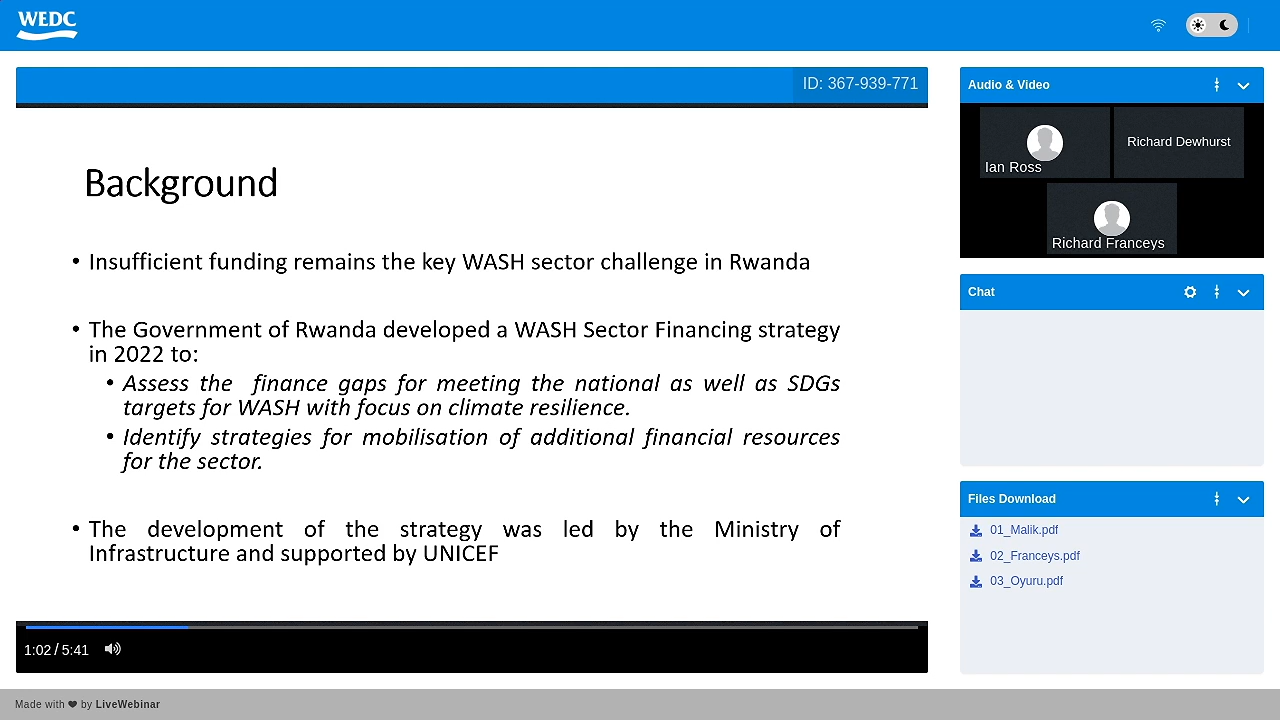 WEDC
ID: 367-939-771
Background
• Insufficient funding remains the key WASH sector challenge in Rwanda
• The Government of Rwanda developed a WASH Sector Financing strategy
in 2022 to:
• Assess the finance gaps for meeting the national as well as SDGs
targets for WASH with focus on climate resilience.
• Identify strategies for mobilisation of additional financial resources
for the sector.
• The development of the strategy was led by the Ministry of
Infrastructure and supported by UNICEF
1:02 / 5:41
Audio & Video
Ian Ross
Richard Dewhurst
Richard Franceys
Chat
Files Download
01_Malik.pdf
02_Franceys.pdf
03_Oyuru.pdf
Made with ❤ by LiveWebinar